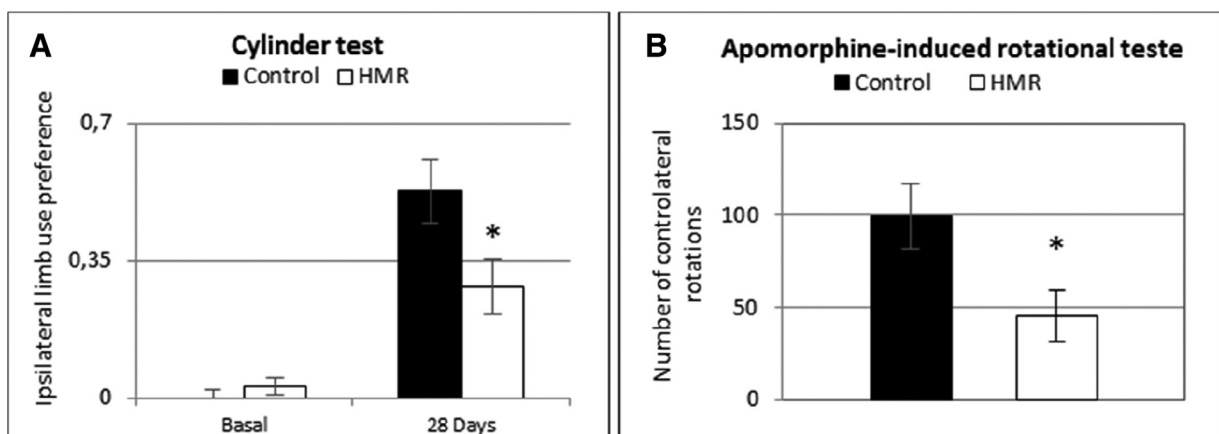 A
Cylinder test
Control HMR
Ipsilateral limb use preference
0,7
0,35
0
Basal 28 Days
*
B
Apomorphine-induced rotational teste
Control HMR
Number of controlateral
rotations
150
100
50
0
*